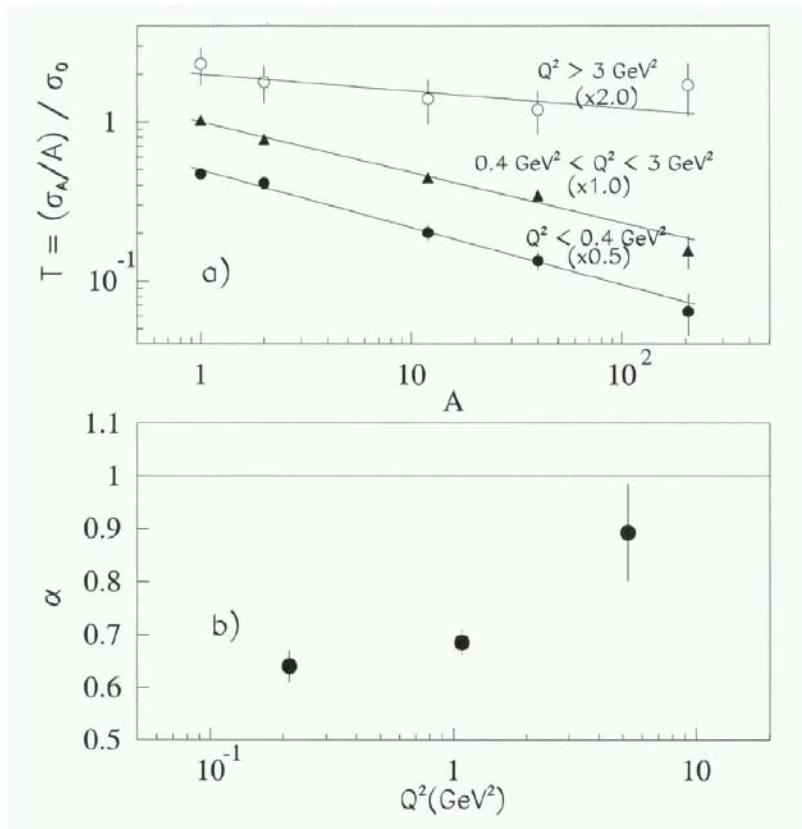 T = (σ_A/A) / σ_0
1
10^-1
Q² > 3 GeV²
(x2.0)
0.4 GeV² < Q² < 3 GeV²
(x1.0)
Q² < 0.4 GeV²
(x0.5)
a)
1
10
10²
A
α
1.1
1
0.9
0.8
0.7
0.6
0.5
b)
10^-1
1
10
Q²(GeV²)